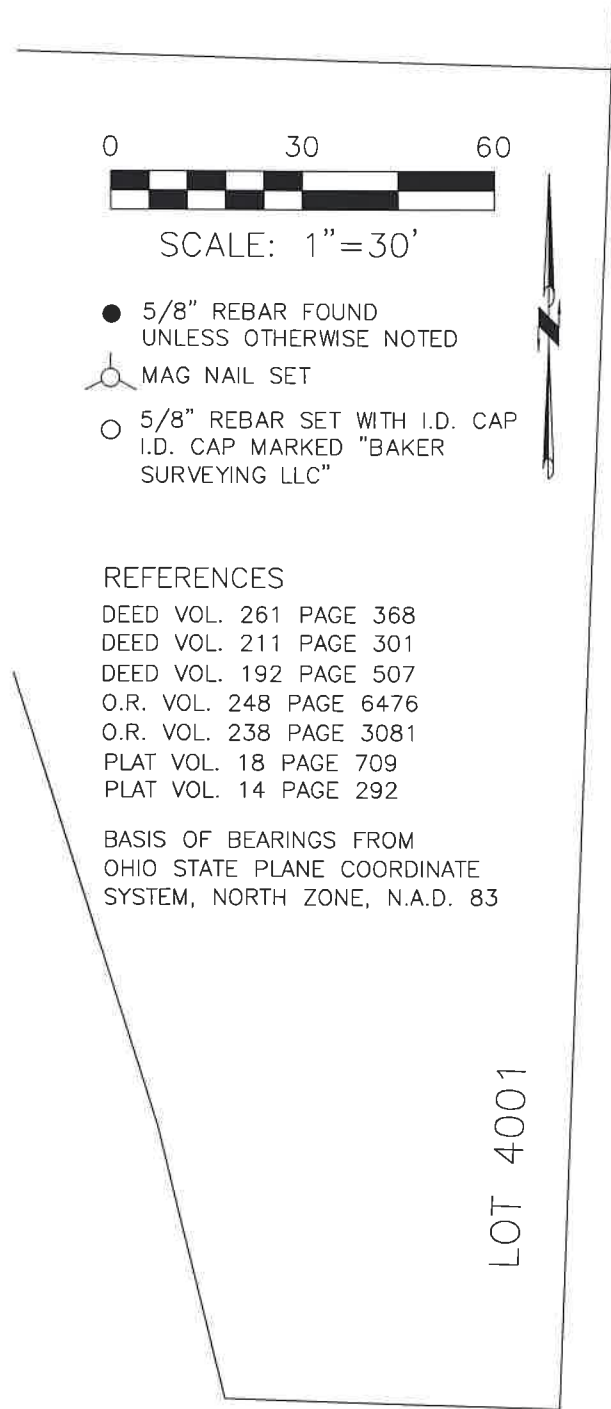 0 30 60
SCALE: 1"=30'
5/8" REBAR FOUND
UNLESS OTHERWISE NOTED
MAG NAIL SET
5/8" REBAR SET WITH I.D. CAP
I.D. CAP MARKED "BAKER
SURVEYING LLC"
N
REFERENCES
DEED VOL. 261 PAGE 368
DEED VOL. 211 PAGE 301
DEED VOL. 192 PAGE 507
O.R. VOL. 248 PAGE 6476
O.R. VOL. 238 PAGE 3081
PLAT VOL. 18 PAGE 709
PLAT VOL. 14 PAGE 292
BASIS OF BEARINGS FROM
OHIO STATE PLANE COORDINATE
SYSTEM, NORTH ZONE, N.A.D. 83
LOT 4001